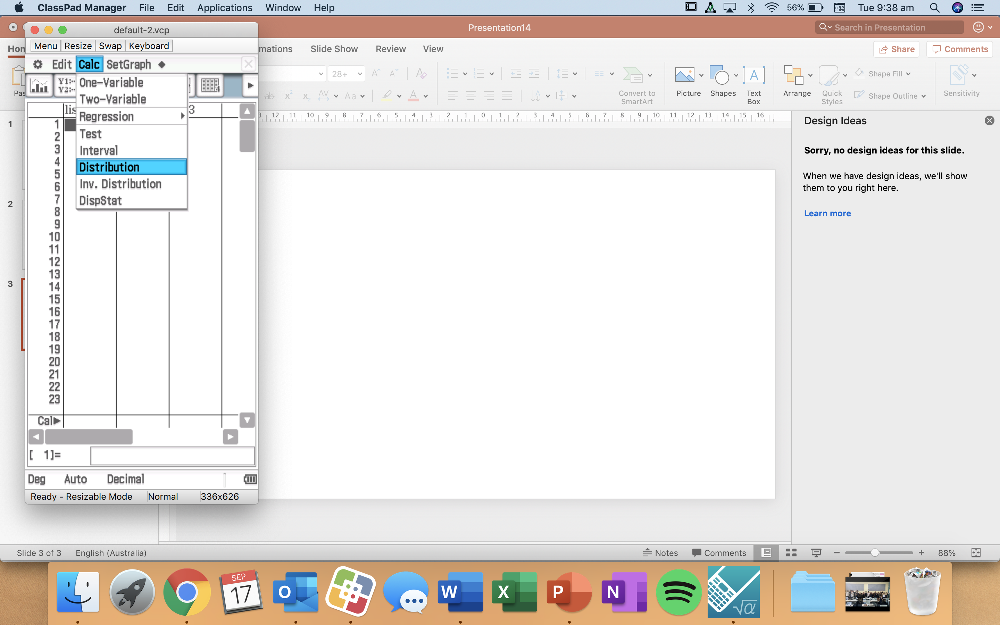 ClassPad Manager File Edit Applications Window Help 56% Tue 9:38 am
Presentation14
Search in Presentation
default-2.vcp
Menu Resize Swap Keyboard
Edit Calc SetGraph
mations Slide Show Review View
Share Comments
28+
Convert to SmartArt
Picture
Shapes
Text Box
Arrange
Quick Styles
Shape Fill
Shape Outline
Sensitivity
Y1:
Y2:
One-Variable
Two-Variable
Regression
Test
Interval
Distribution
Inv. Distribution
DispStat
lis 3
1
2
3
4
5
6
7
8
9
10
11
12
13
14
15
16
17
18
19
20
21
22
23
Cal
[ 1]=
Deg Auto Decimal
Ready - Resizable Mode Normal 336x626
1
2
3
3 12 11 10 9 8 7 6 5 4 3 2 1 0 1 2 3 4 5 6 7 8 9 10 11 12 13 14 15 16
Design Ideas
Sorry, no design ideas for this slide.
When we have design ideas, we'll show
them to you right here.
Learn more
Slide 3 of 3 English (Australia) Notes Comments 88%
SEP
17
O
W
X
P
N
√α